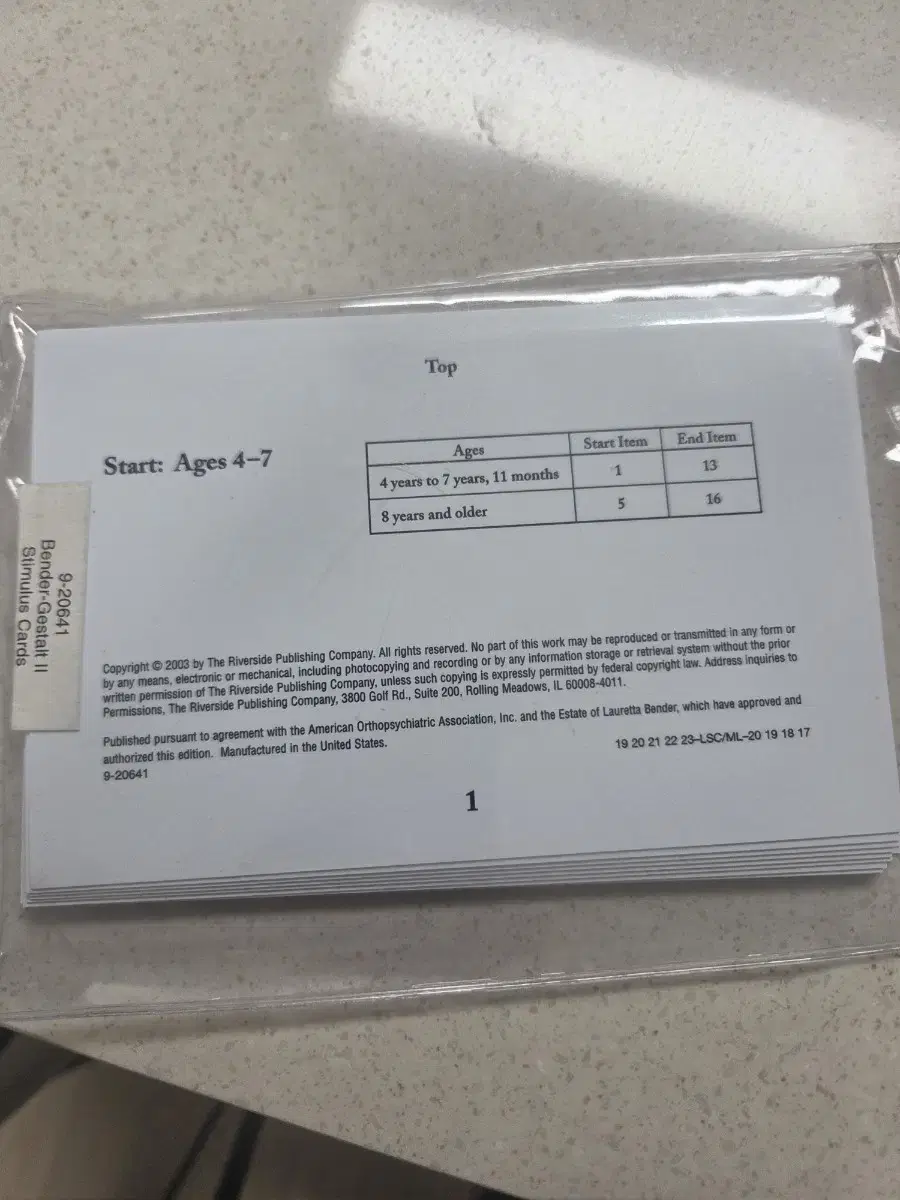 Top
Start: Ages 4–7
Ages Start Item End Item
4 years to 7 years, 11 months 1 13
8 years and older 5 16
9-20641
Bender-Gestalt II
Stimulus Cards
Copyright © 2003 by The Riverside Publishing Company. All rights reserved. No part of this work may be reproduced or transmitted in any form or
by any means, electronic or mechanical, including photocopying and recording or by any information storage or retrieval system without the prior
written permission of The Riverside Publishing Company, unless such copying is expressly permitted by federal copyright law. Address inquiries to
Permissions, The Riverside Publishing Company, 3800 Golf Rd., Suite 200, Rolling Meadows, IL 60008-4011.
Published pursuant to agreement with the American Orthopsychiatric Association, Inc. and the Estate of Lauretta Bender, which have approved and
authorized this edition. Manufactured in the United States.
9-20641
19 20 21 22 23–LSC/ML–20 19 18 17
1